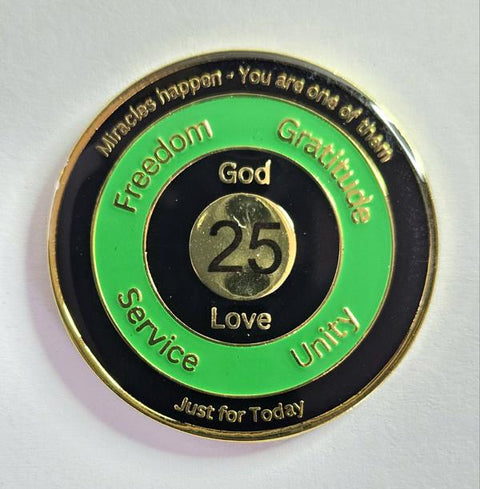 Miracles happen - You are one of them
Freedom
Gratitude
God
25
Love
Service
Unity
Just for Today